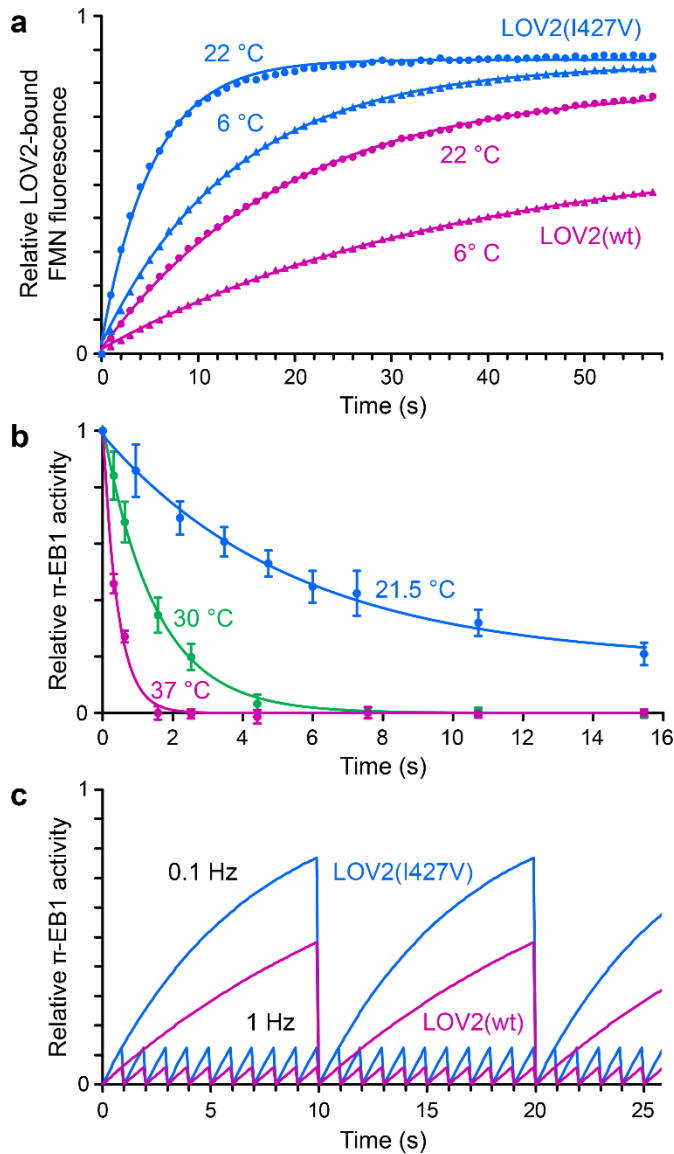 a
LOV2(I427V)
22 °C
6 °C
22 °C
LOV2(wt)
6° C
Relative LOV2-bound
FMN fluorescence
1
0
0 10 20 30 40 50
Time (s)
b
1
21.5 °C
30 °C
37 °C
Relative π-EB1 activity
0
0 2 4 6 8 10 12 14 16
Time (s)
c
1
0.1 Hz
LOV2(I427V)
1 Hz
LOV2(wt)
Relative π-EB1 activity
0
0 5 10 15 20 25
Time (s)